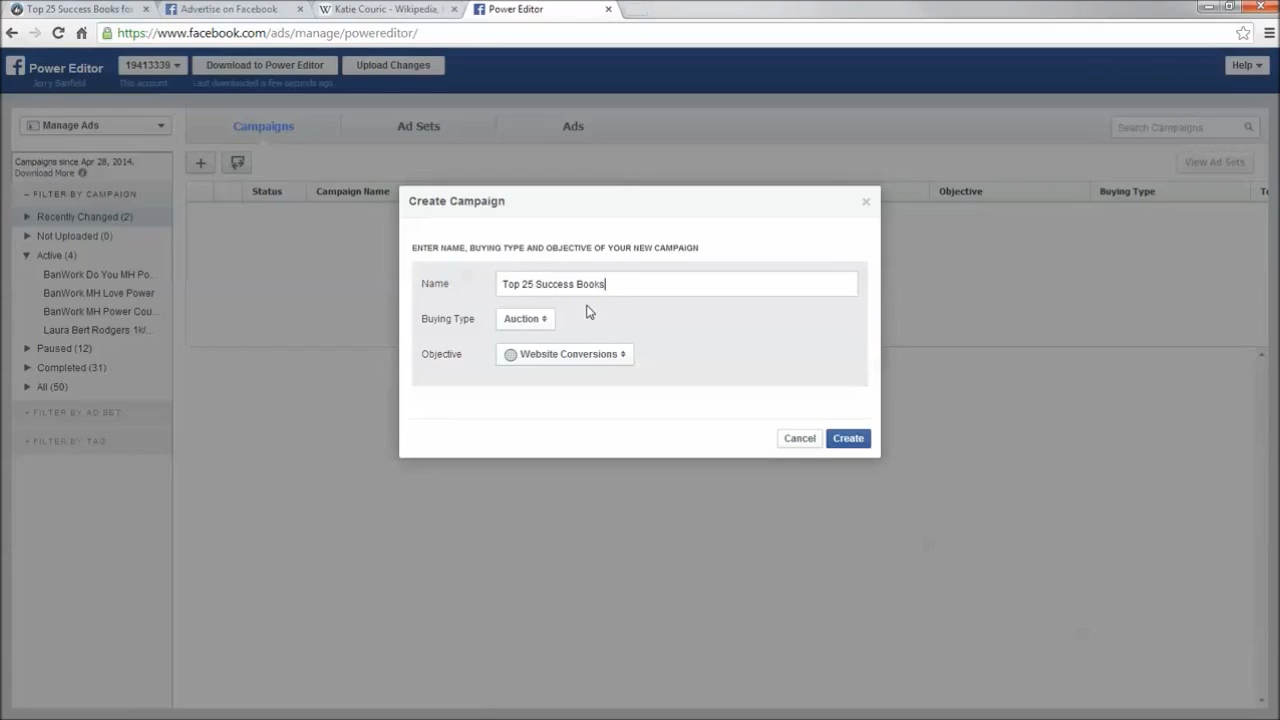 Top 25 Success Books for
Advertise on Facebook
Katie Couric - Wikipedia,
Power Editor
https://www.facebook.com/ads/manage/powereditor/
Power Editor
Jerry Banfield
19413339
This account
Download to Power Editor
Last downloaded a few seconds ago
Upload Changes
Help
Manage Ads
Campaigns
Ad Sets
Ads
Search Campaigns
Campaigns since Apr 28, 2014.
Download More
View Ad Sets
- FILTER BY CAMPAIGN
Status
Campaign Name
Objective
Buying Type
To
Recently Changed (2)
Not Uploaded (0)
Active (4)
BanWork Do You MH Po...
BanWork MH Love Power
BanWork MH Power Cou...
Laura Bert Rodgers 1k/...
Paused (12)
Completed (31)
All (50)
+ FILTER BY AD SET
+ FILTER BY TAG
Create Campaign
ENTER NAME, BUYING TYPE AND OBJECTIVE OF YOUR NEW CAMPAIGN
Name
Top 25 Success Books
Buying Type
Auction
Objective
Website Conversions
Cancel
Create